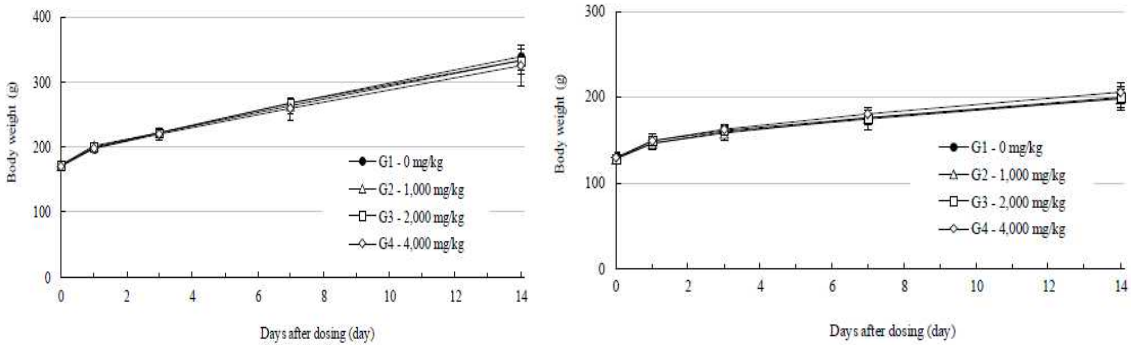 400
300
200
100
0
Body weight (g)
G1 - 0 mg/kg
G2 - 1,000 mg/kg
G3 - 2,000 mg/kg
G4 - 4,000 mg/kg
0 2 4 6 8 10 12 14
Days after dosing (day)
300
200
100
0
Body weight (g)
G1 - 0 mg/kg
G2 - 1,000 mg/kg
G3 - 2,000 mg/kg
G4 - 4,000 mg/kg
0 2 4 6 8 10 12 14
Days after dosing (day)